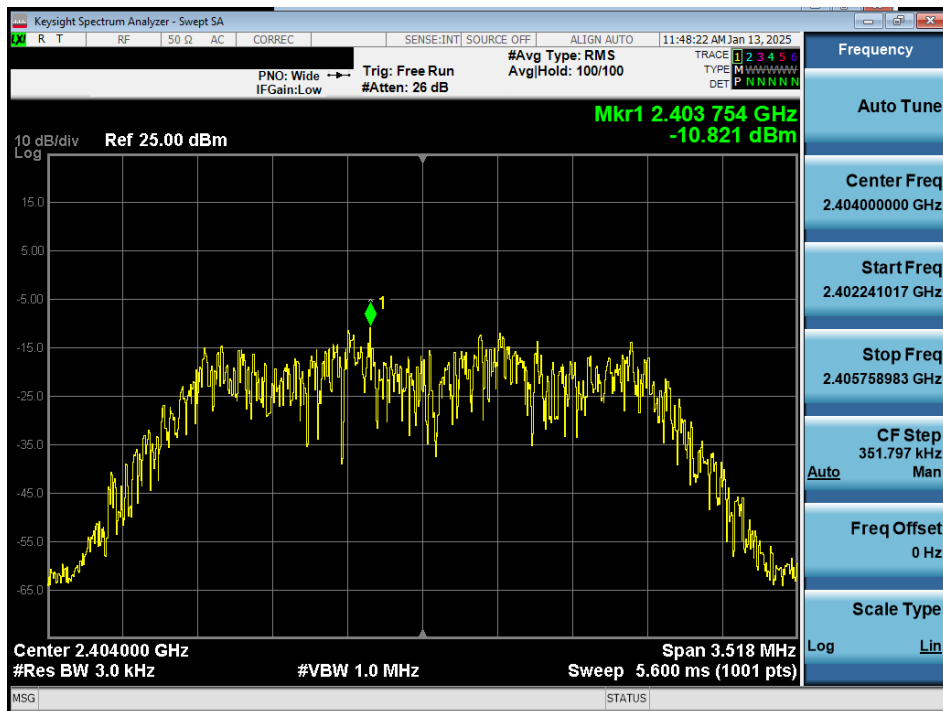 Keysight Spectrum Analyzer - Swept SA
LXI R T RF 50 Ω AC CORREC SENSE:INT SOURCE OFF ALIGN AUTO 11:48:22 AM Jan 13, 2025
PNO: Wide
IFGain:Low
Trig: Free Run
#Atten: 26 dB
#Avg Type: RMS
Avg|Hold: 100/100
TRACE 1 2 3 4 5 6
TYPE M W W W W W
DET P N N N N N
Mkr1 2.403 754 GHz
-10.821 dBm
10 dB/div Ref 25.00 dBm
Log
15.0
5.00
-5.00
-15.0
-25.0
-35.0
-45.0
-55.0
-65.0
1
Center 2.404000 GHz Span 3.518 MHz
#Res BW 3.0 kHz #VBW 1.0 MHz Sweep 5.600 ms (1001 pts)
MSG STATUS
Frequency
Auto Tune
Center Freq
2.404000000 GHz
Start Freq
2.402241017 GHz
Stop Freq
2.405758983 GHz
CF Step
351.797 kHz
Auto Man
Freq Offset
0 Hz
Scale Type
Log Lin